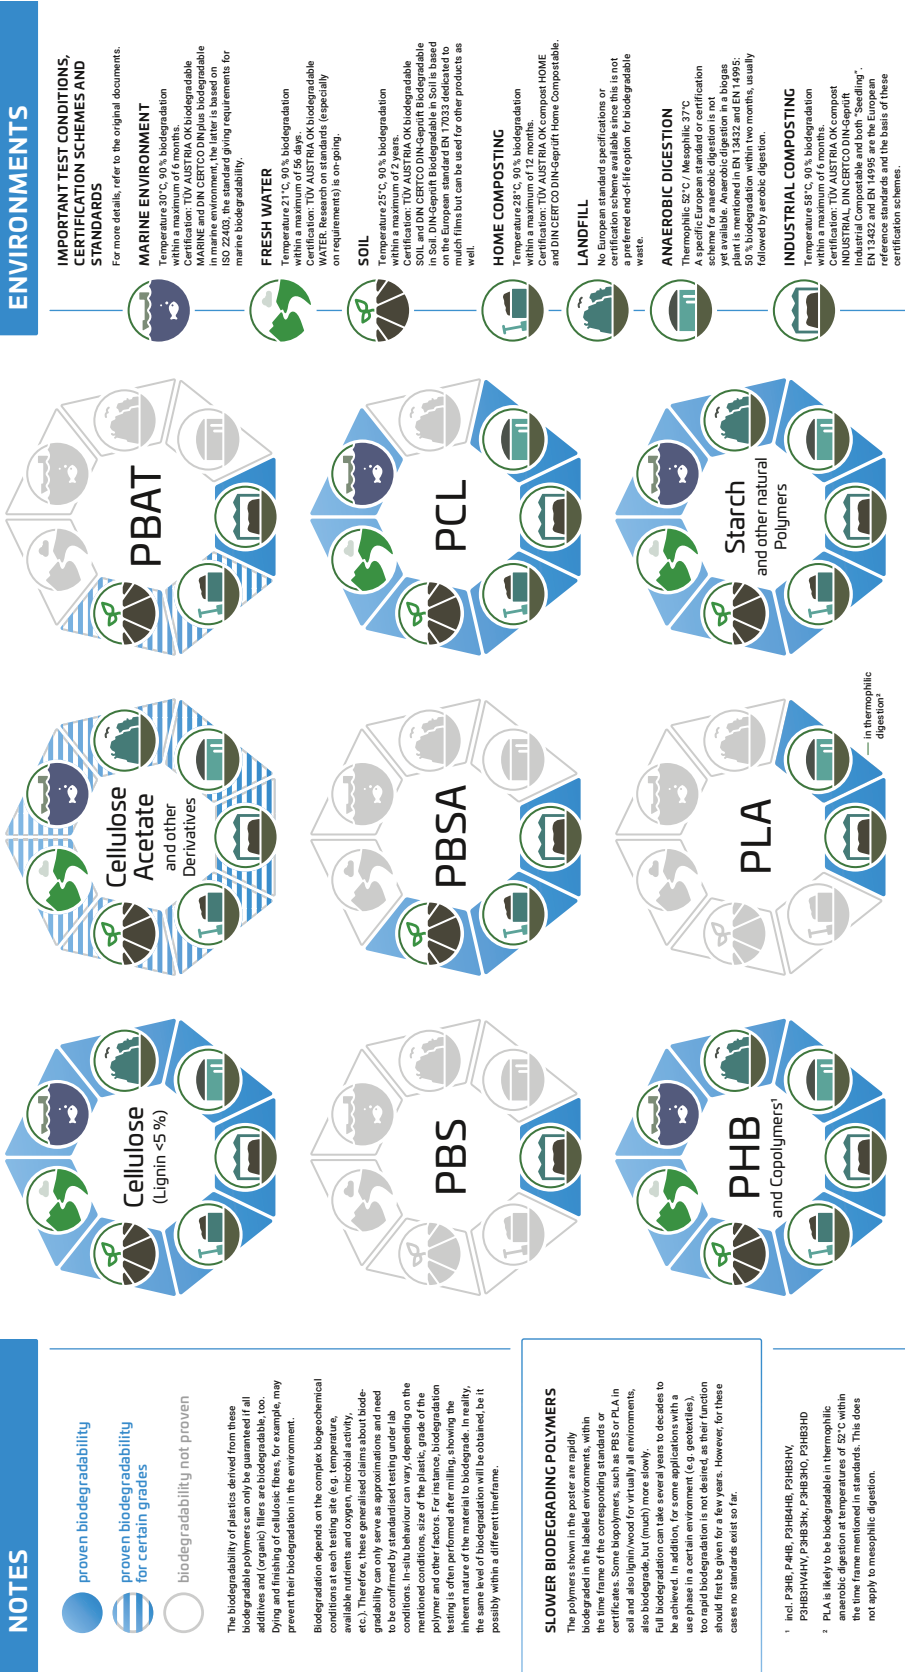 NOTES
proven biodegradability
proven biodegradability
for certain grades
biodegradability not proven
The biodegradability of plastics derived from these
biodegradable polymers can only be guaranteed if all
additives and (organic) fillers are biodegradable, too.
Dying and finishing of cellulosic fibres, for example, may
prevent their biodegradation in the environment.
Biodegradation depends on the complex biogeochemical
conditions at each testing site (e.g. temperature,
available nutrients and oxygen, microbial activity,
etc.). Therefore, these generalised claims about biode-
gradability can only serve as approximations and need
to be confirmed by standardised testing under lab
conditions. In-situ behaviour can vary, depending on the
mentioned conditions, size of the plastic, grade of the
polymer and other factors. For instance, biodegradation
testing is often performed after milling, showing the
inherent nature of the material to biodegrade. In reality,
the same level of biodegradation will be obtained, be it
possibly within a different timeframe.
SLOWER BIODEGRADING POLYMERS
The polymers shown in the poster are rapidly
biodegraded in the labelled environments, within
the time frame of the corresponding standards or
certificates. Some biopolymers, such as PBS or PLA in
soil and also lignin/wood for virtually all environments,
also biodegrade, but (much) more slowly.
Full biodegradation can take several years to decades to
be achieved. In addition, for some applications with a
use phase in a certain environment (e.g. geotextiles),
too rapid biodegradation is not desired, as their function
should first be given for a few years. However, for these
cases no standards exist so far.
¹ incl. P3HB, P4HB, P3HB4HB, P3HB3HV,
P3HB3HV4HV, P3HB3Hx, P3HB3HO, P3HB3HD
² PLA is likely to be biodegradable in thermophilic
anaerobic digestion at temperatures of 52°C within
the time frame mentioned in standards. This does
not apply to mesophilic digestion.
Cellulose
(Lignin <5 %)
Cellulose
Acetate
and other
Derivatives
PBAT
PBS
PBSA
PCL
PHB
and Copolymers¹
PLA
in thermophilic
digestion²
Starch
and other natural
Polymers
ENVIRONMENTS
IMPORTANT TEST CONDITIONS,
CERTIFICATION SCHEMES AND
STANDARDS
For more details, refer to the original documents.
MARINE ENVIRONMENT
Temperature 30°C, 90 % biodegradation
within a maximum of 6 months.
Certification: TÜV AUSTRIA OK biodegradable
MARINE and DIN CERTCO DINplus biodegradable
in marine environment, the latter is based on
ISO 22403, the standard giving requirements for
marine biodegradability.
FRESH WATER
Temperature 21°C, 90 % biodegradation
within a maximum of 56 days.
Certification: TÜV AUSTRIA OK biodegradable
WATER. Research on standards (especially
on requirements) is on-going.
SOIL
Temperature 25°C, 90 % biodegradation
within a maximum of 2 years.
Certification: TÜV AUSTRIA OK biodegradable
SOIL and DIN CERTCO DIN-Geprüft Biodegradable
in Soil. DIN-Geprüft Biodegradable in Soil is based
on the European standard EN 17033 dedicated to
mulch films but can be used for other products as
well.
HOME COMPOSTING
Temperature 28°C, 90 % biodegradation
within a maximum of 12 months.
Certification: TÜV AUSTRIA OK compost HOME
and DIN CERTCO DIN-Geprüft Home Compostable.
LANDFILL
No European standard specifications or
certification scheme available since this is not
a preferred end-of-life option for biodegradable
waste.
ANAEROBIC DIGESTION
Thermophilic 52°C / Mesophilic 37°C
A specific European standard or certification
scheme for anaerobic digestion is not
yet available. Anaerobic digestion in a biogas
plant is mentioned in EN 13432 and EN 14995:
50 % biodegradation within two months, usually
followed by aerobic digestion.
INDUSTRIAL COMPOSTING
Temperature 58°C, 90 % biodegradation
within a maximum of 6 months.
Certification: TÜV AUSTRIA OK compost
INDUSTRIAL, DIN CERTCO DIN-Geprüft
Industrial Compostable and both “Seedling”.
EN 13432 and EN 14995 are the European
reference standards and the basis of these
certification schemes.